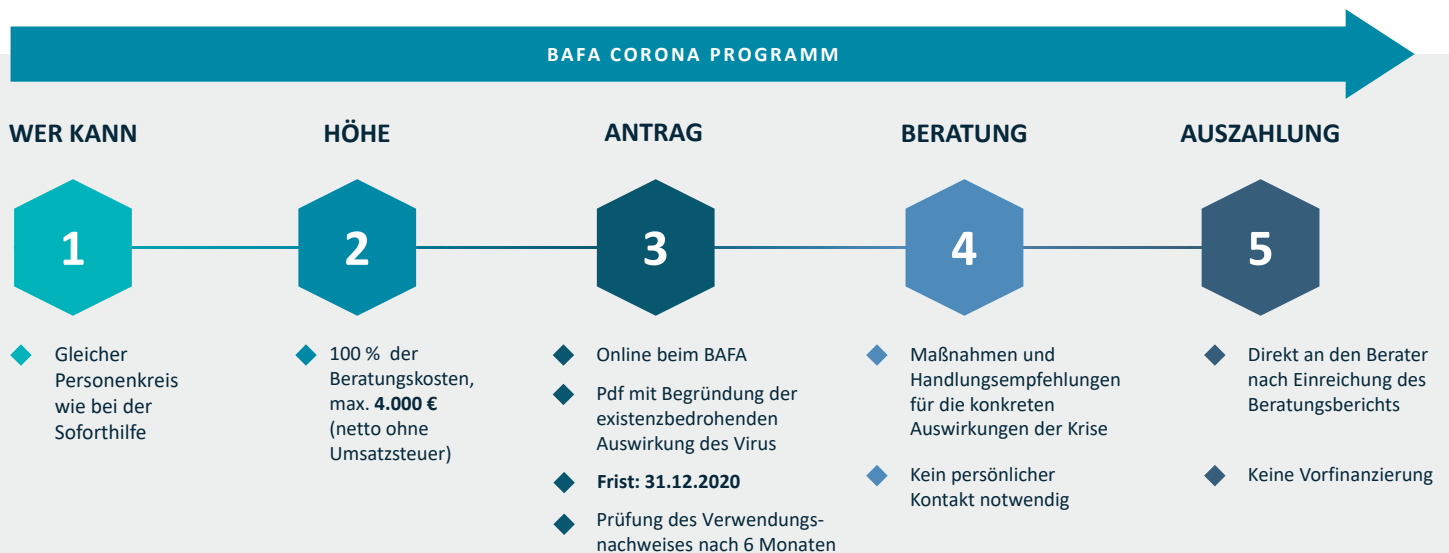 BAFA CORONA PROGRAMM
WER KANN
1
Gleicher
Personenkreis
wie bei der
Soforthilfe
HÖHE
2
100 % der
Beratungskosten,
max. 4.000 €
(netto ohne
Umsatzsteuer)
ANTRAG
3
Online beim BAFA
Pdf mit Begründung der
existenzbedrohenden
Auswirkung des Virus
Frist: 31.12.2020
Prüfung des Verwendungs-
nachweises nach 6 Monaten
BERATUNG
4
Maßnahmen und
Handlungsempfehlungen
für die konkreten
Auswirkungen der Krise
Kein persönlicher
Kontakt notwendig
AUSZAHLUNG
5
Direkt an den Berater
nach Einreichung des
Beratungsberichts
Keine Vorfinanzierung